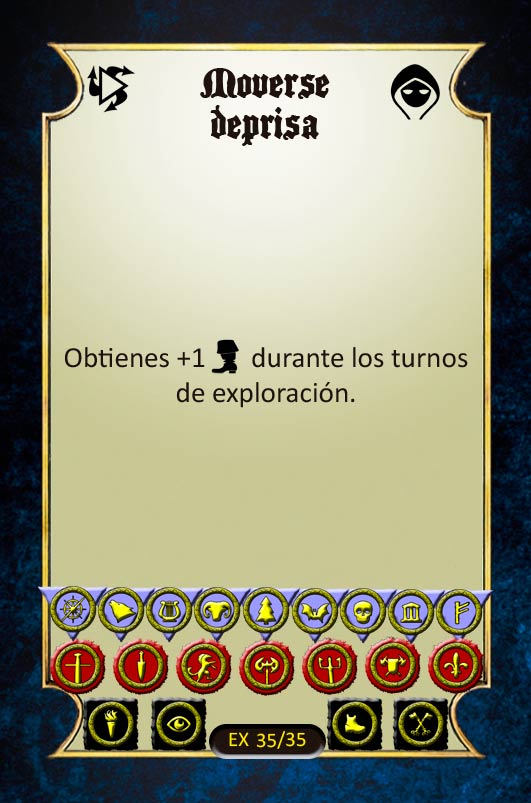 Moverse
deprisa
Obtienes +1 durante los turnos
de exploración.
EX 35/35